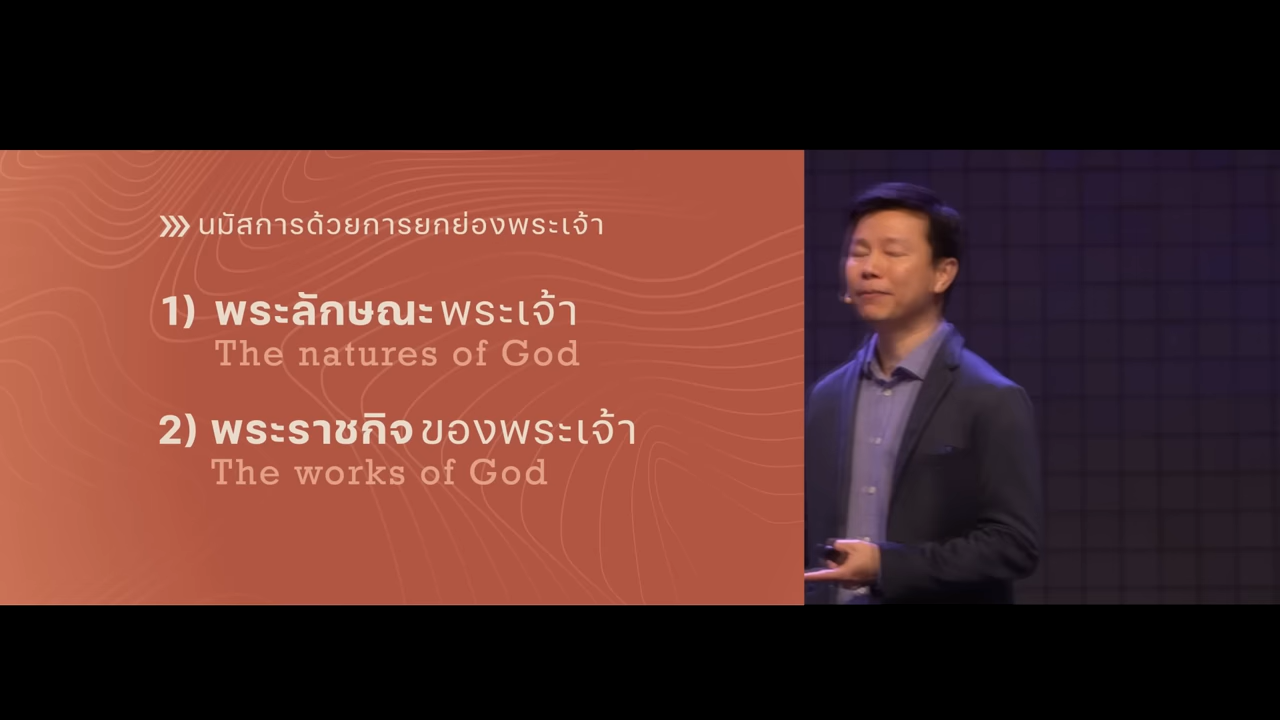 นมัสการด้วยการยกย่องพระเจ้า
1) พระลักษณะพระเจ้า
The natures of God
2) พระราชกิจ ของพระเจ้า
The works of God